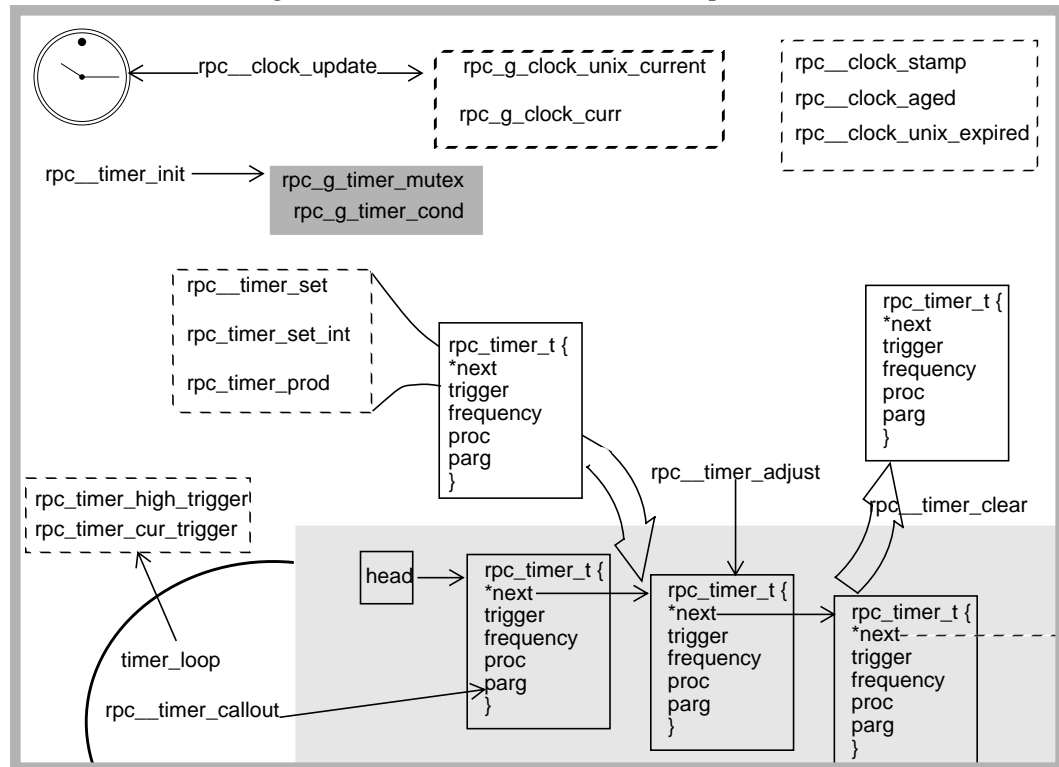 rpc__clock_update
rpc_g_clock_unix_current
rpc_g_clock_curr
rpc__clock_stamp
rpc__clock_aged
rpc__clock_unix_expired
rpc__timer_init
rpc_g_timer_mutex
rpc_g_timer_cond
rpc__timer_set
rpc_timer_set_int
rpc_timer_prod
rpc_timer_t {
*next
trigger
frequency
proc
parg
}
rpc_timer_t {
*next
trigger
frequency
proc
parg
}
rpc__timer_adjust
rpc__timer_clear
rpc_timer_high_trigger
rpc_timer_cur_trigger
timer_loop
rpc__timer_callout
head
rpc_timer_t {
*next
trigger
frequency
proc
parg
}
rpc_timer_t {
*next
trigger
frequency
proc
parg
}
rpc_timer_t {
*next
trigger
frequency
proc
parg
}